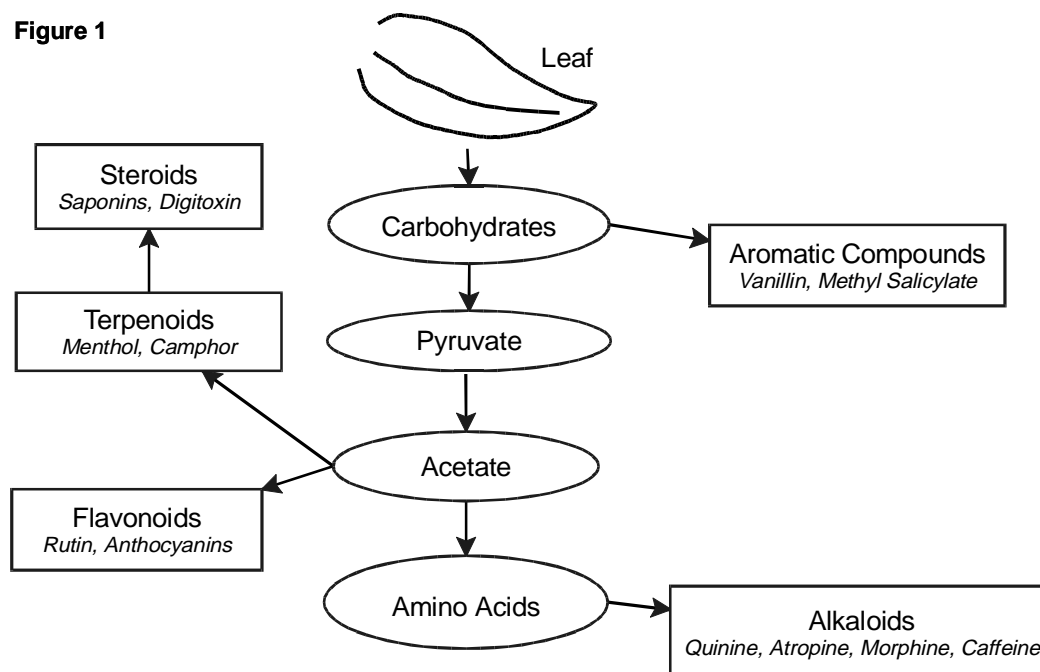 Figure 1
Leaf
Steroids
Saponins, Digitoxin
Carbohydrates
Aromatic Compounds
Vanillin, Methyl Salicylate
Terpenoids
Menthol, Camphor
Pyruvate
Acetate
Flavonoids
Rutin, Anthocyanins
Amino Acids
Alkaloids
Quinine, Atropine, Morphine, Caffeine